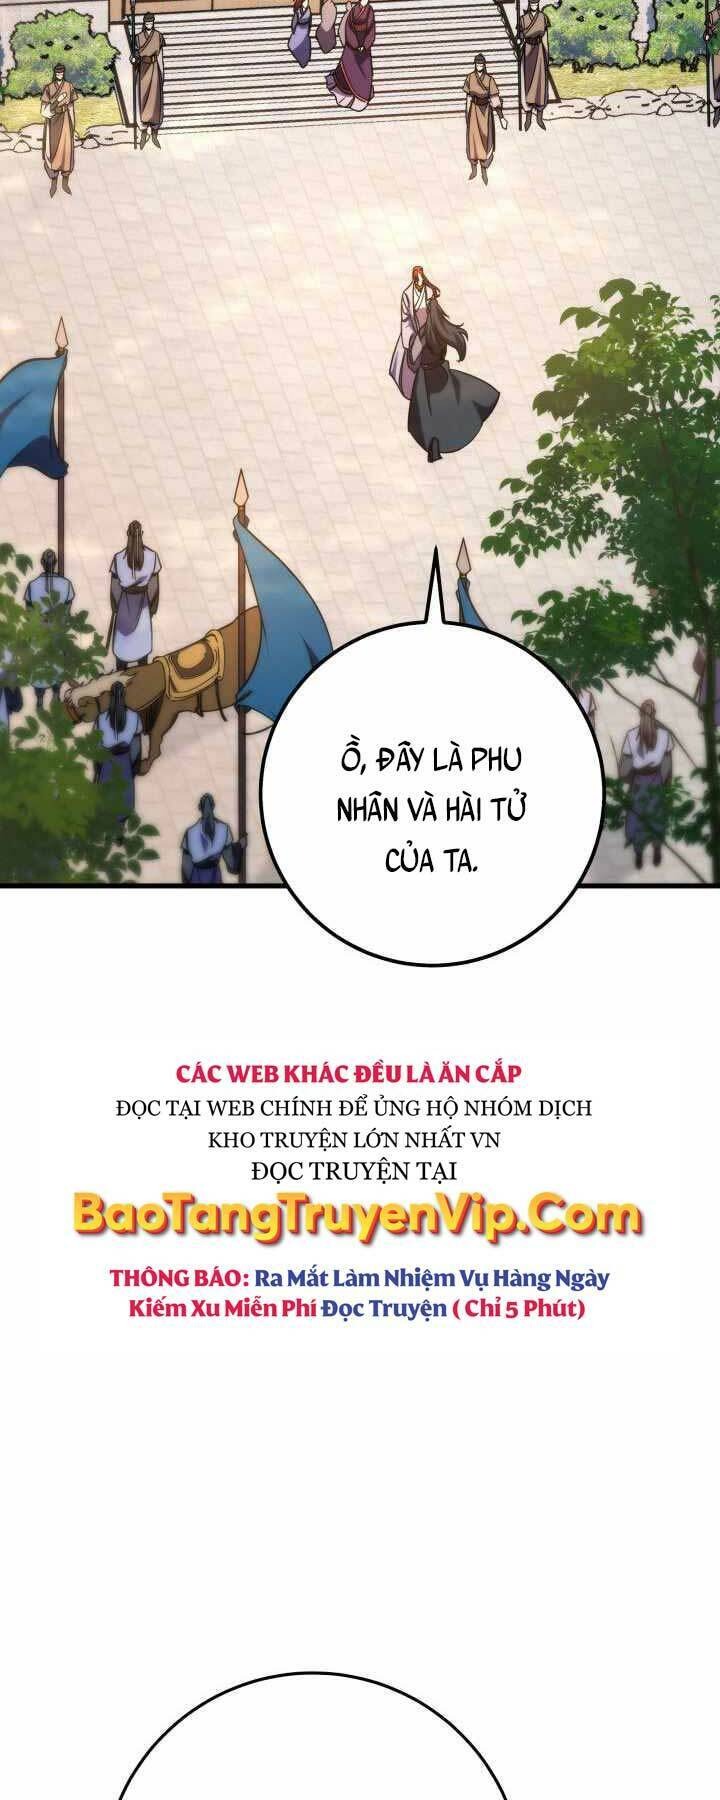 Ồ, ĐÂY LÀ PHU
NHÂN VÀ HÀI TỬ
CỦA TA.
CÁC WEB KHÁC ĐỀU LÀ ĂN CẮP
ĐỌC TẠI WEB CHÍNH ĐỂ ỦNG HỘ NHÓM DỊCH
KHO TRUYỆN LỚN NHẤT VN
ĐỌC TRUYỆN TẠI
BaoTangTruyenVip.Com
THÔNG BÁO: Ra Mắt Làm Nhiệm Vụ Hàng Ngày
Kiếm Xu Miễn Phí Đọc Truyện ( Chỉ 5 Phút)